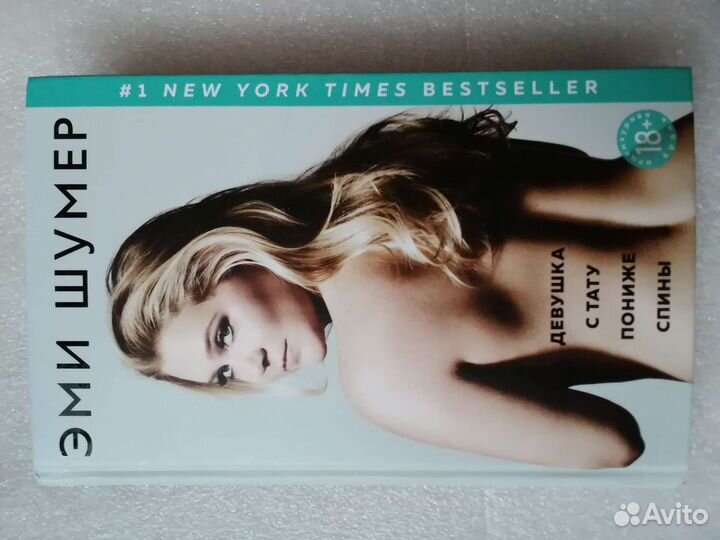 #1 NEW YORK TIMES BESTSELLER
ЭМИ ШУМЕР
18+
ДЕВУШКА
С ТАТУ
ПОНИЖЕ
СПИНЫ
Avito